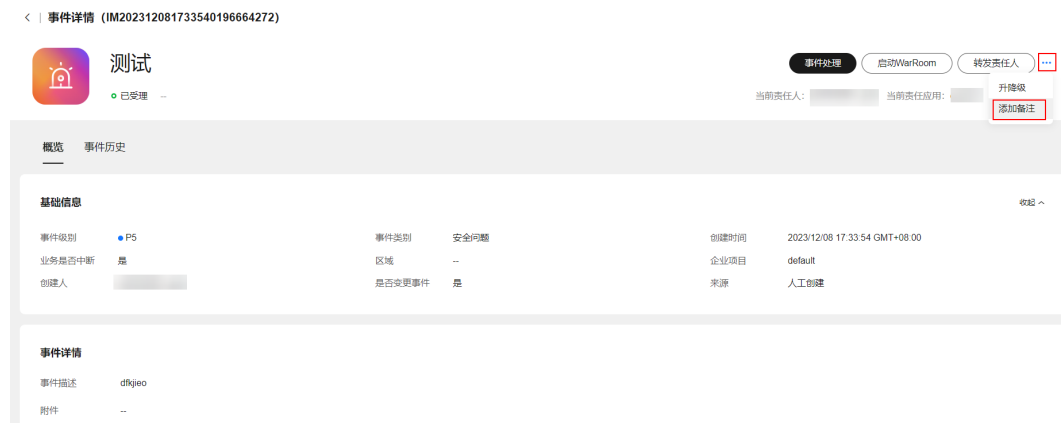 事件详情（IM202312081733540196664272）
测试
事件处理 启动WarRoom 转发责任人 ...
已受理 --
当前责任人： 当前责任应用：
升降级
添加备注
概览 事件历史
基础信息 收起
事件级别 P5 事件类别 安全问题 创建时间 2023/12/08 17:33:54 GMT+08:00
业务是否中断 是 区域 -- 企业项目 default
创建人 是否变更事件 是 来源 人工创建
事件详情
事件描述 dfkjieo
附件 --